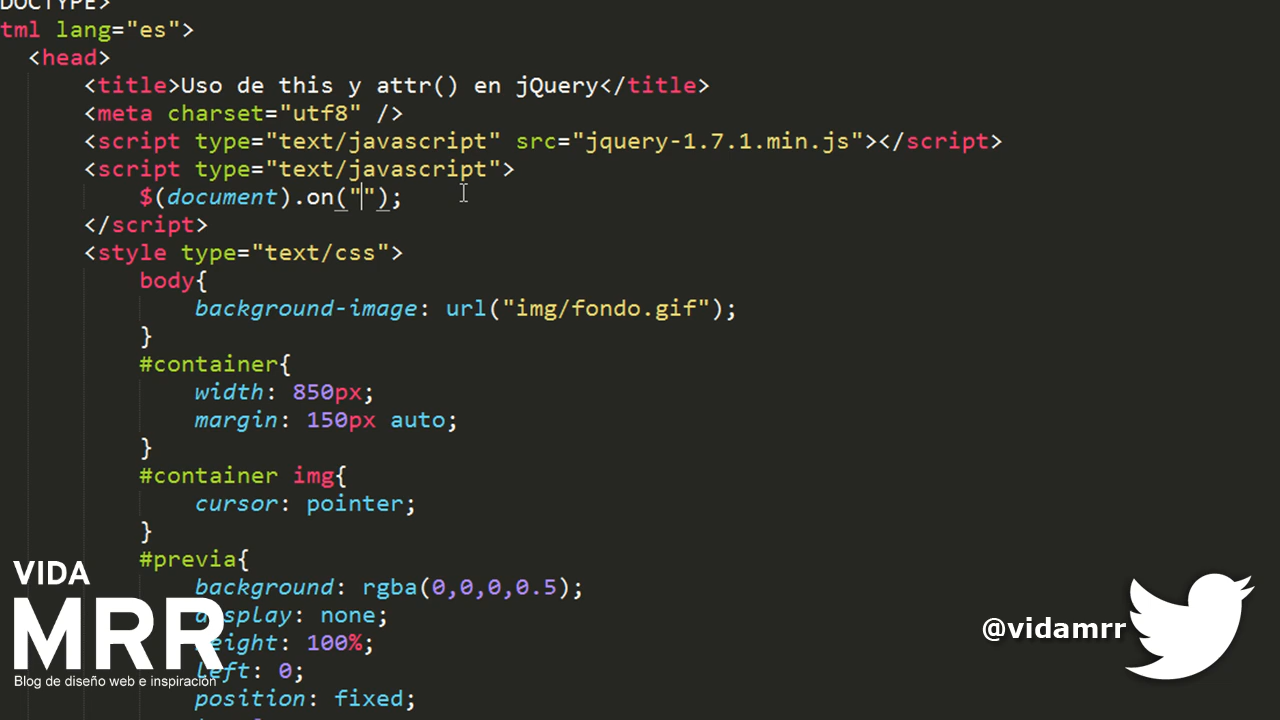 DOCTYPE>
tml lang="es">
<head>
<title>Uso de this y attr() en jQuery</title>
<meta charset="utf8" />
<script type="text/javascript" src="jquery-1.7.1.min.js"></script>
<script type="text/javascript">
$(document).on("");
</script>
<style type="text/css">
body{
background-image: url("img/fondo.gif");
}
#container{
width: 850px;
margin: 150px auto;
}
#container img{
cursor: pointer;
}
#previa{
background: rgba(0,0,0,0.5);
display: none;
height: 100%;
left: 0;
position: fixed;
VIDA
MRR
Blog de diseño web e inspiración
@vidamrr